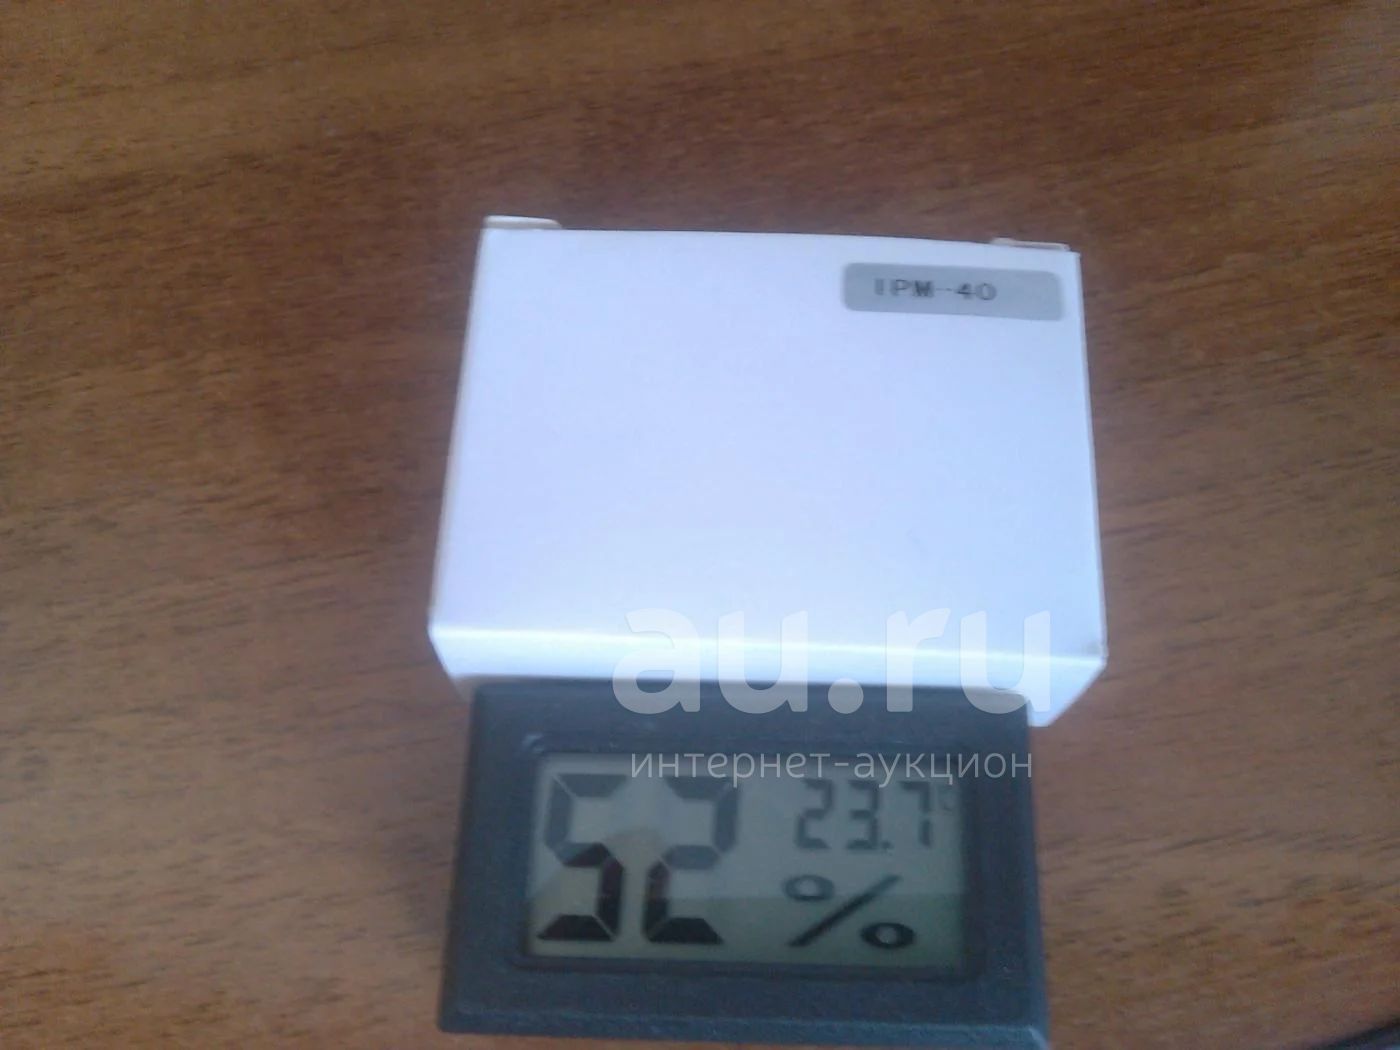 IPM-40
au.ru
интернет-аукцион
52 23.7°C
%